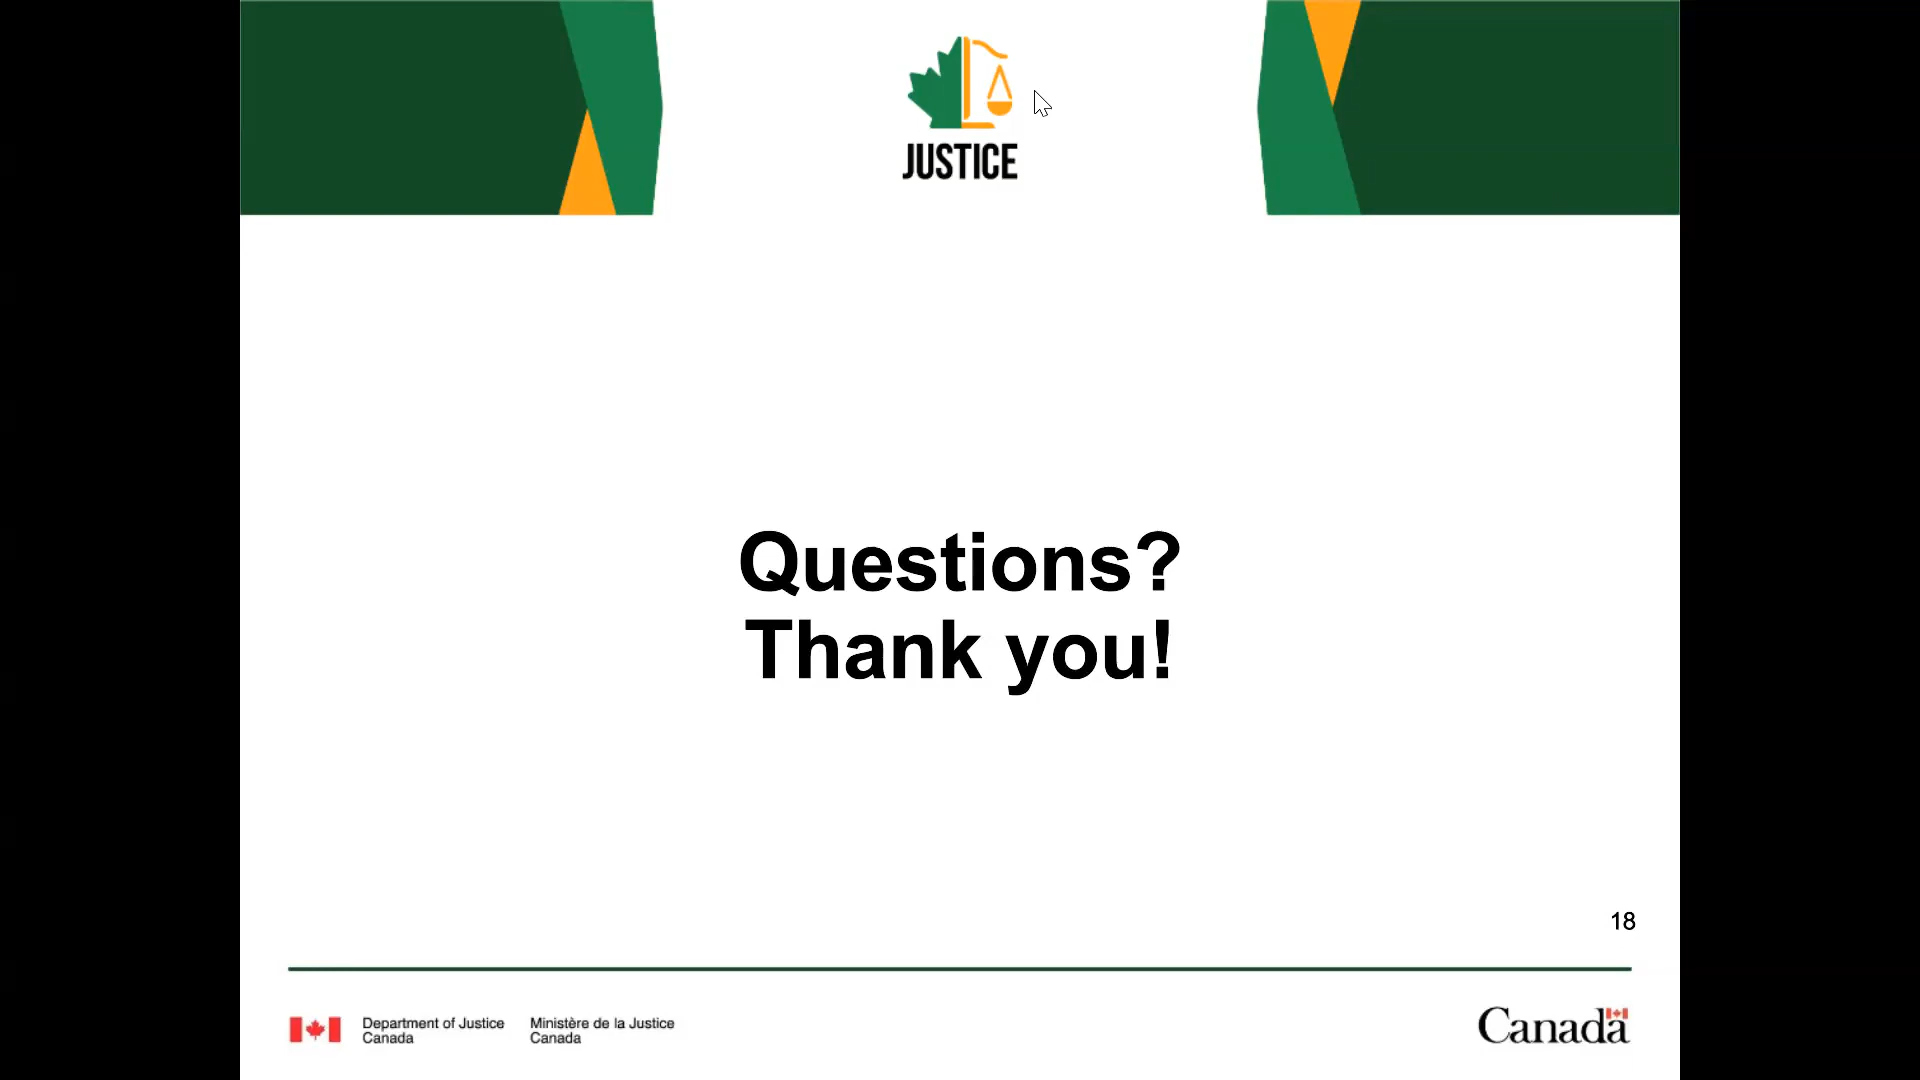 JUSTICE
Questions?
Thank you!
18
Department of Justice
Canada
Ministère de la Justice
Canada
Canada